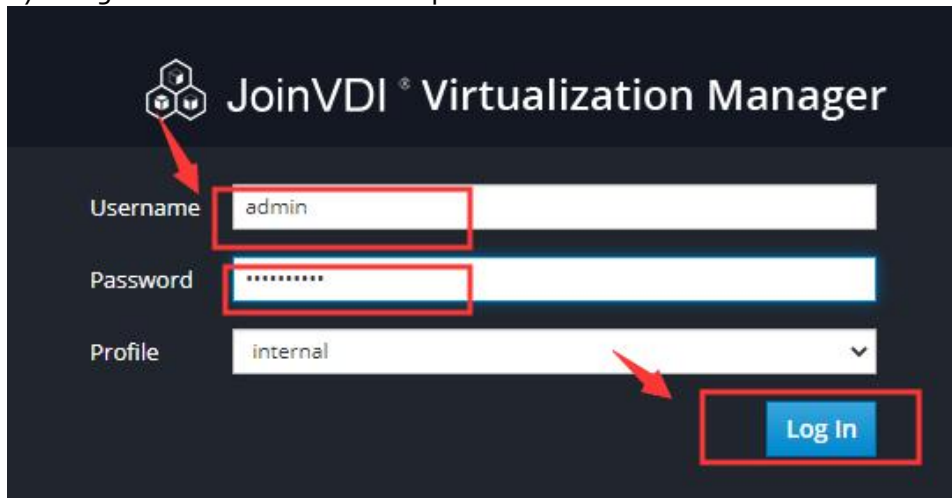 JoinVDI ® Virtualization Manager
Username admin
Password ••••••••••
Profile internal
Log In